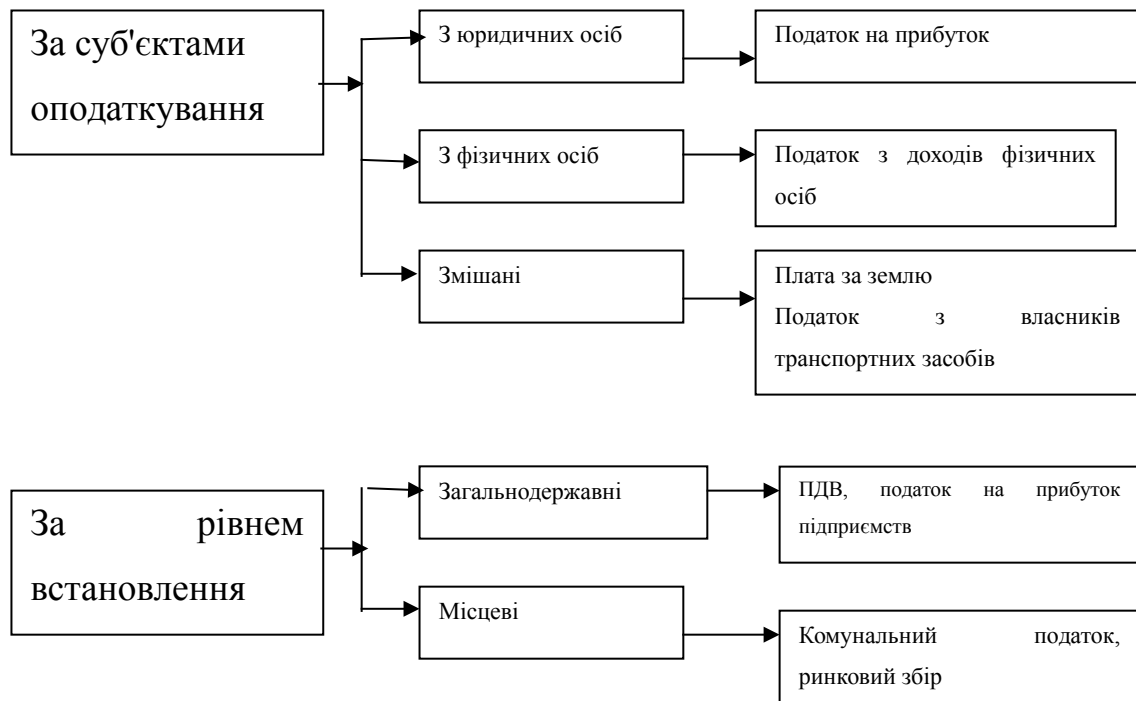 За суб'єктами
оподаткування
З юридичних осіб
Податок на прибуток
З фізичних осіб
Податок з доходів фізичних
осіб
Змішані
Плата за землю
Податок з власників
транспортних засобів
За рівнем
встановлення
Загальнодержавні
ПДВ, податок на прибуток
підприємств
Місцеві
Комунальний податок,
ринковий збір